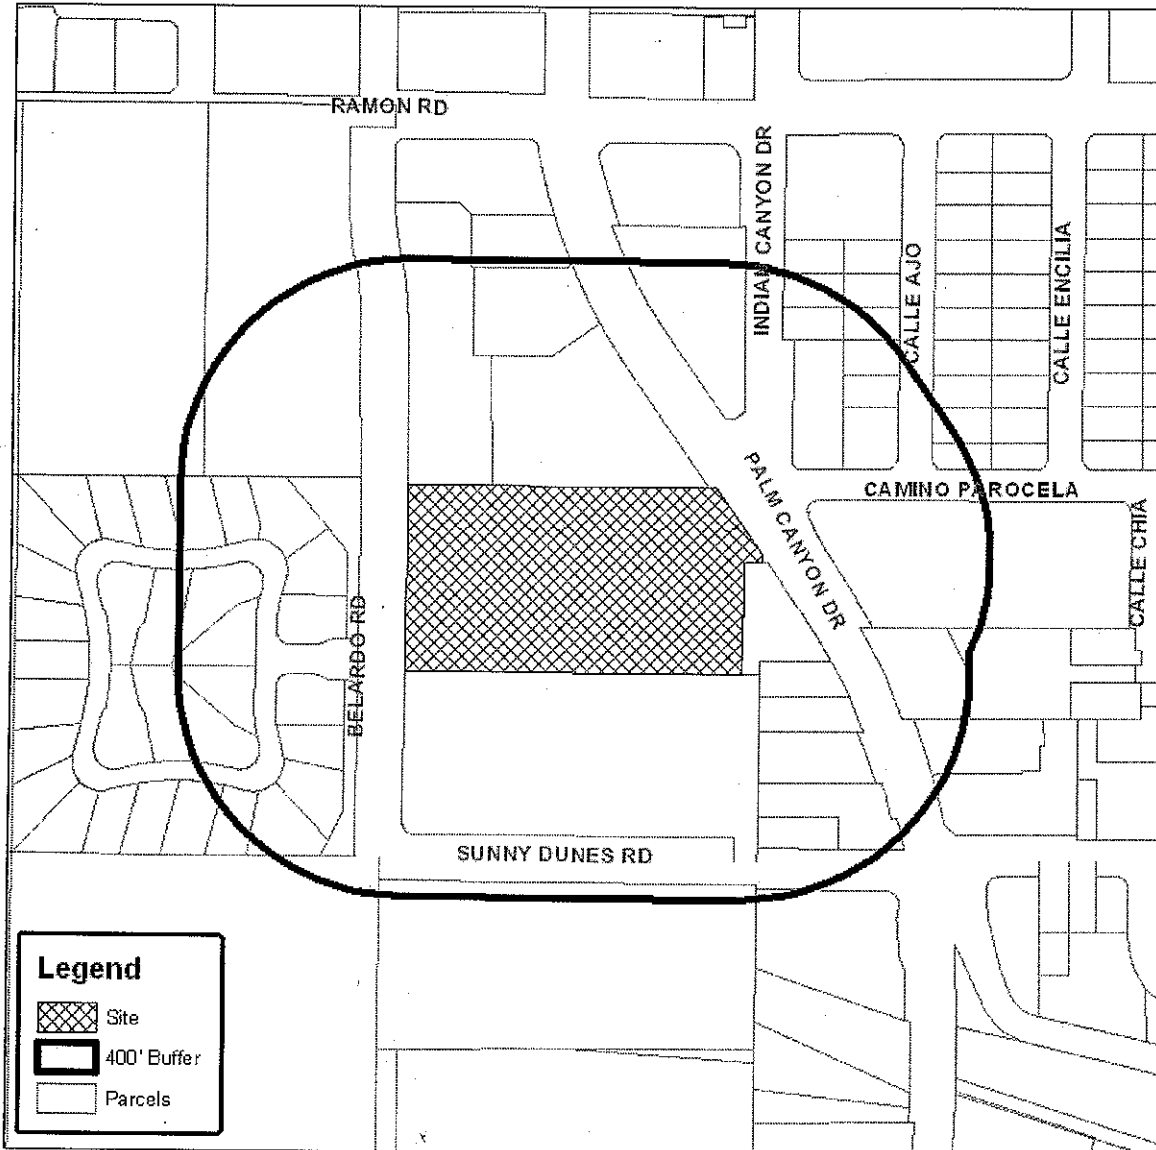 RAMON RD
INDIAN CANYON DR
CALLE AJO
CALLE ENCILIA
PALM CANYON DR
CAMINO PAROCELA
CALLE CHIA
BELARDO RD
SUNNY DUNES RD
Legend
Site
400' Buffer
Parcels